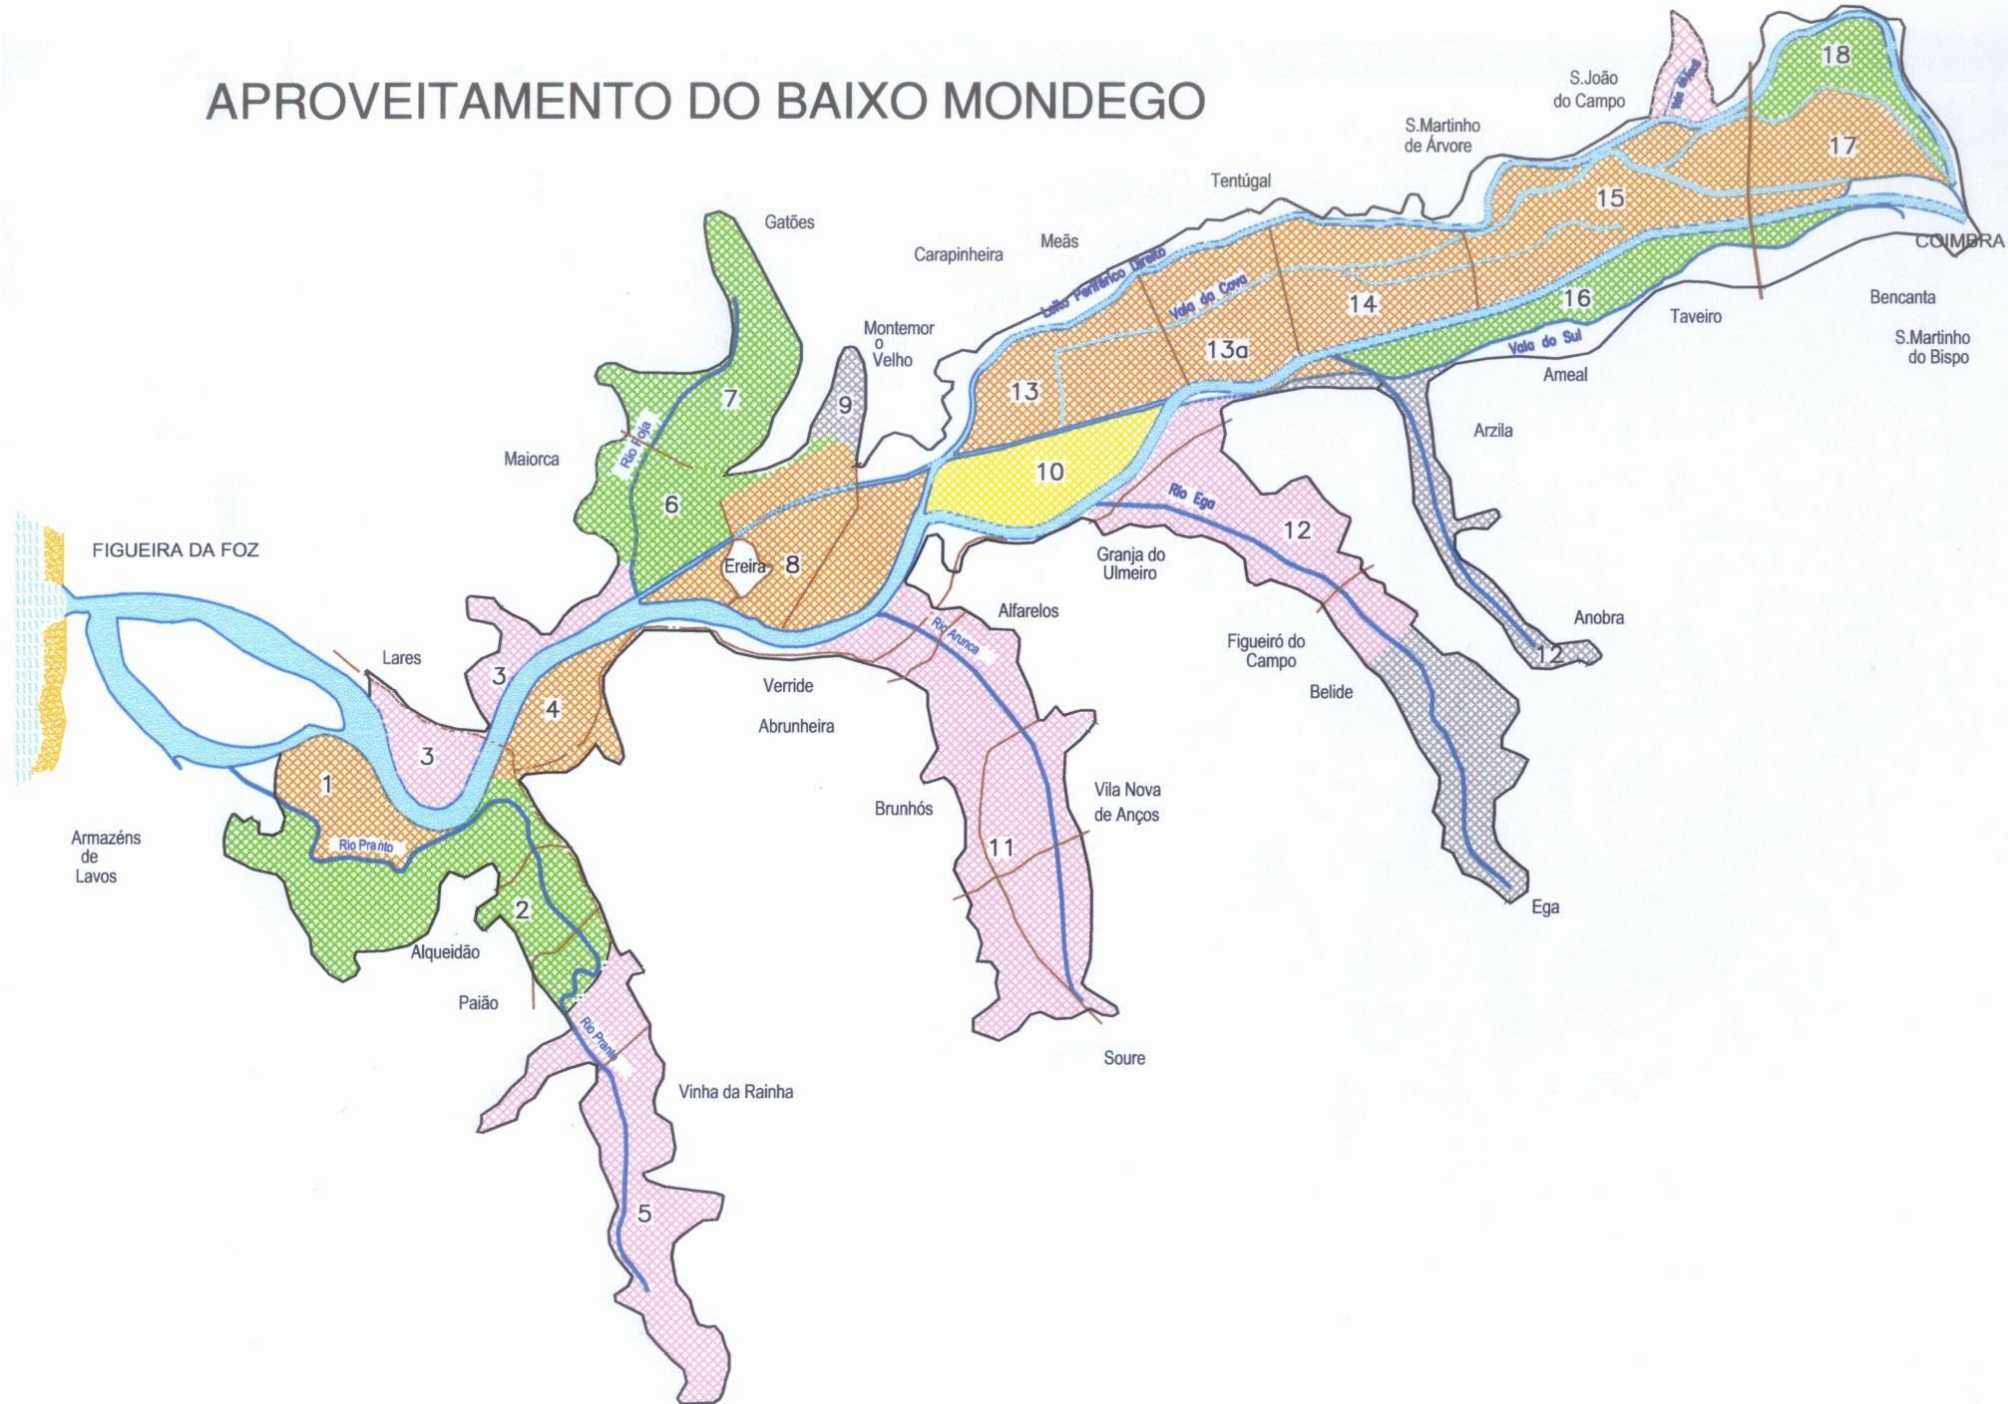 APROVEITAMENTO DO BAIXO MONDEGO
S.João
do Campo
18
S.Martinho
de Árvore
17
Tentúgal
15
Gatões
Meãs
Carapinheira
COIMBRA
Leito Periférico Direito
Vala da Cova
14
16
Bencanta
Taveiro
Montemor
o
Velho
Vala do Sul
S.Martinho
do Bispo
13a
Ameal
13
7
9
Arzila
Rio Foja
Maiorca
10
6
Rio Ega
12
FIGUEIRA DA FOZ
Ereira
8
Granja do
Ulmeiro
Alfarelos
Anobra
Rio Arunca
Figueiró do
Campo
12
Lares
3
Verride
Belide
4
Abrunheira
3
1
Vila Nova
de Anços
Brunhós
Armazéns
de
Lavos
Rio Pranto
11
2
Ega
Alqueidão
Paião
Rio Pranto
Soure
Vinha da Rainha
5